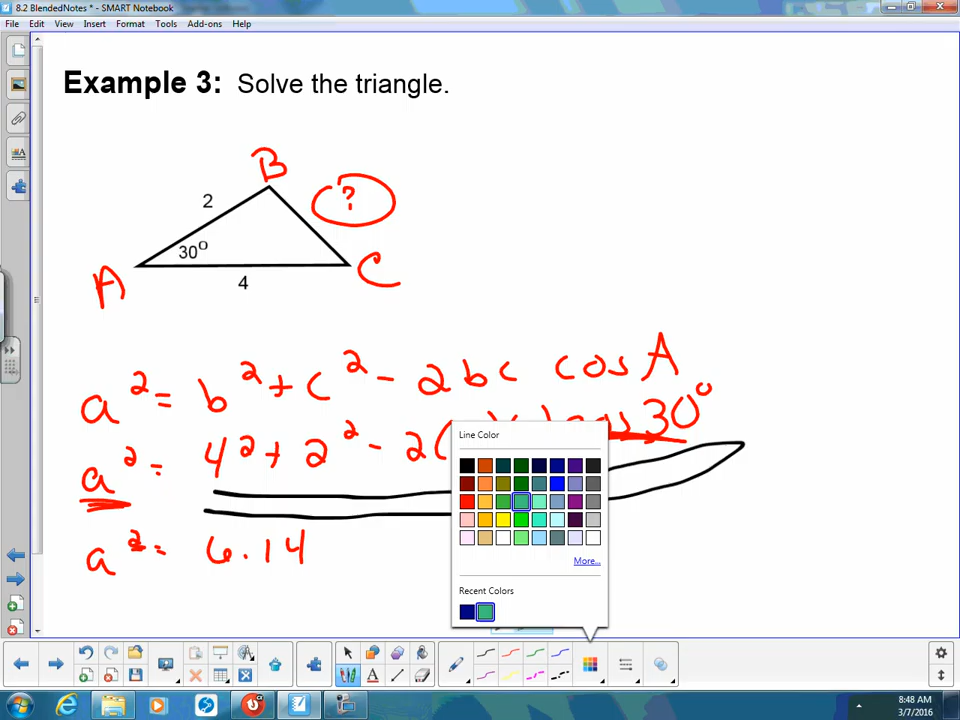 8.2 BlendedNotes * - SMART Notebook
File Edit View Insert Format Tools Add-ons Help
Example 3: Solve the triangle.
B
2
?
30°
A
C
4
a² = b² + c² - 2bc cos A
a² = 4² + 2² - 2( 30°
a² = 6.14
Line Color
More...
Recent Colors
8:48 AM
3/7/2016